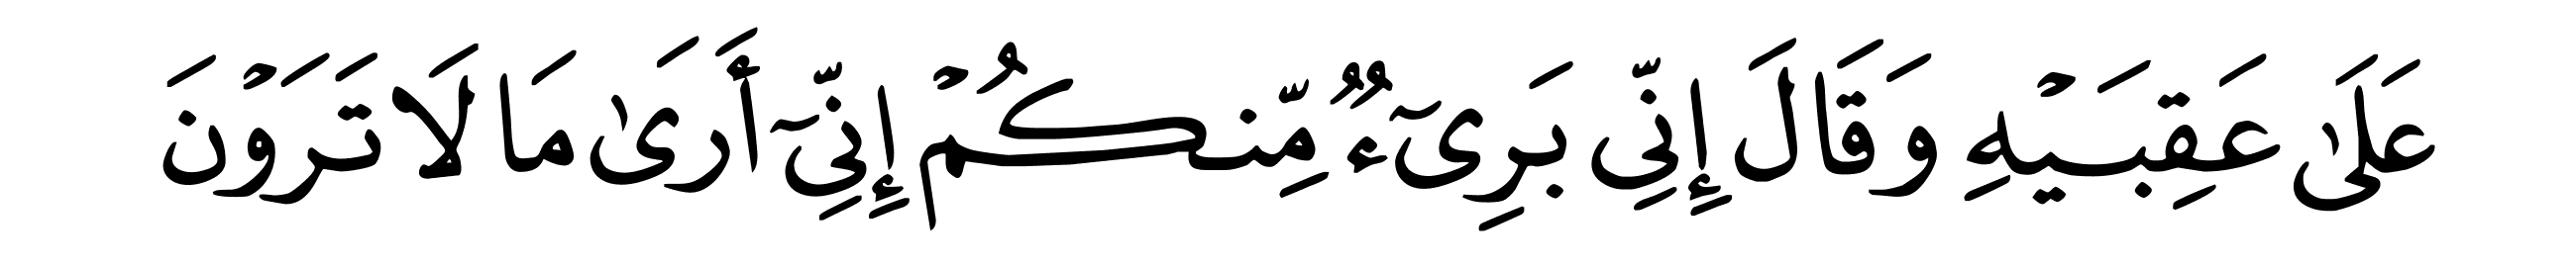 عَلَىٰ عَقِبَيْهِ وَقَالَ إِنِّى بَرِىٓءٌ مِّنكُمْ إِنِّىٓ أَرَىٰ مَا لَا تَرَوْنَ